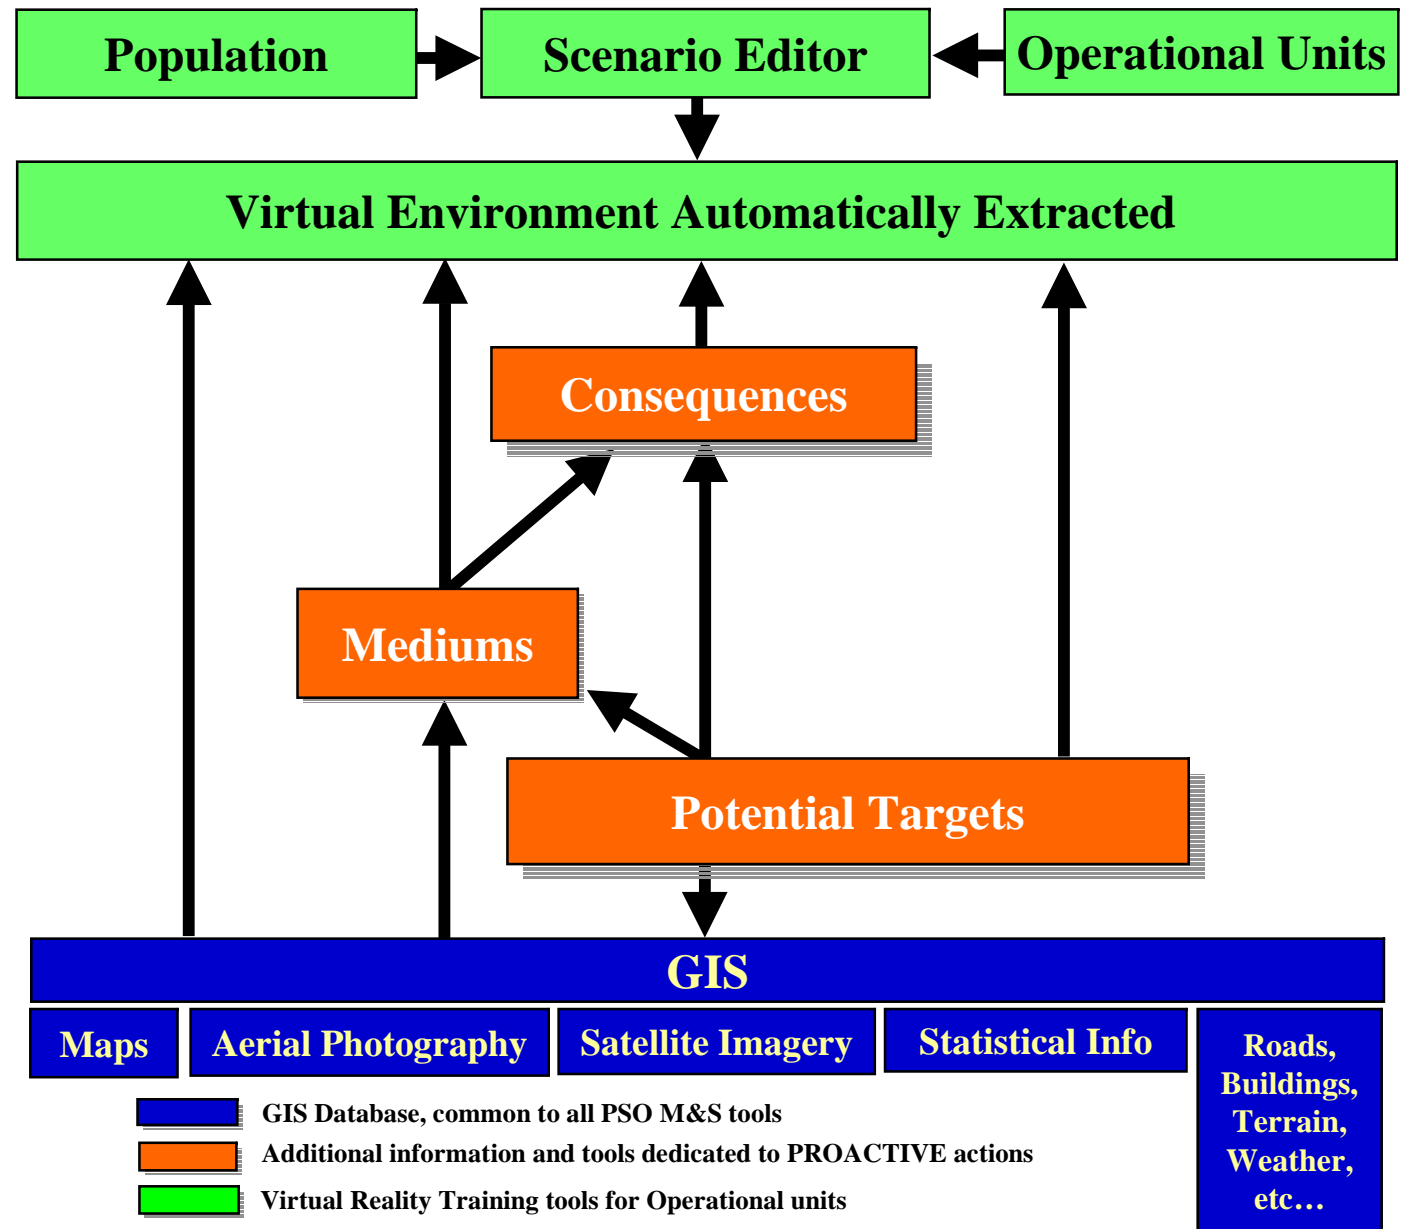 Population
Scenario Editor
Operational Units
Virtual Environment Automatically Extracted
Consequences
Mediums
Potential Targets
GIS
Maps
Aerial Photography
Satellite Imagery
Statistical Info
Roads,
Buildings,
Terrain,
Weather,
etc…
GIS Database, common to all PSO M&S tools
Additional information and tools dedicated to PROACTIVE actions
Virtual Reality Training tools for Operational units